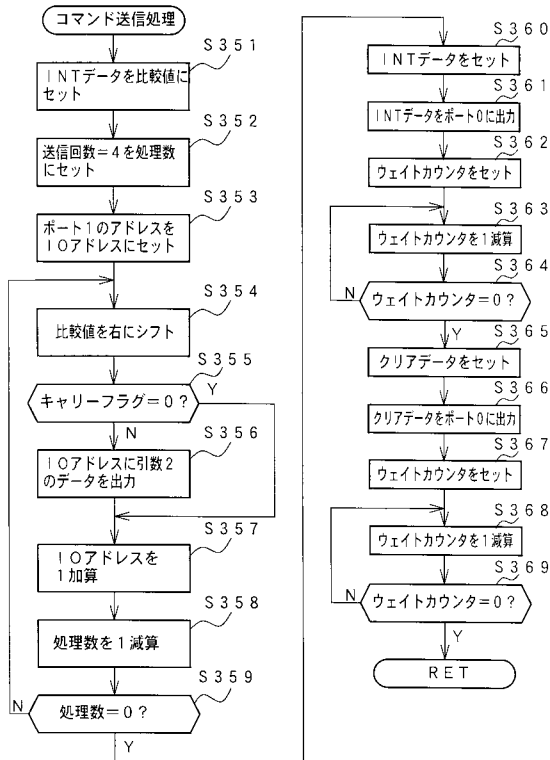 コマンド送信処理
S351
INTデータを比較値に
セット
S352
送信回数=4を処理数
にセット
S353
ポート1のアドレスを
IOアドレスにセット
S354
比較値を右にシフト
S355
キャリーフラグ=0?
Y
N
S356
IOアドレスに引数2
のデータを出力
S357
IOアドレスを
1加算
S358
処理数を1減算
S359
処理数=0?
N
Y
S360
INTデータをセット
S361
INTデータをポート0に出力
S362
ウェイトカウンタをセット
S363
ウェイトカウンタを1減算
S364
ウェイトカウンタ=0?
N
Y
S365
クリアデータをセット
S366
クリアデータをポート0に出力
S367
ウェイトカウンタをセット
S368
ウェイトカウンタを1減算
S369
ウェイトカウンタ=0?
N
Y
RET